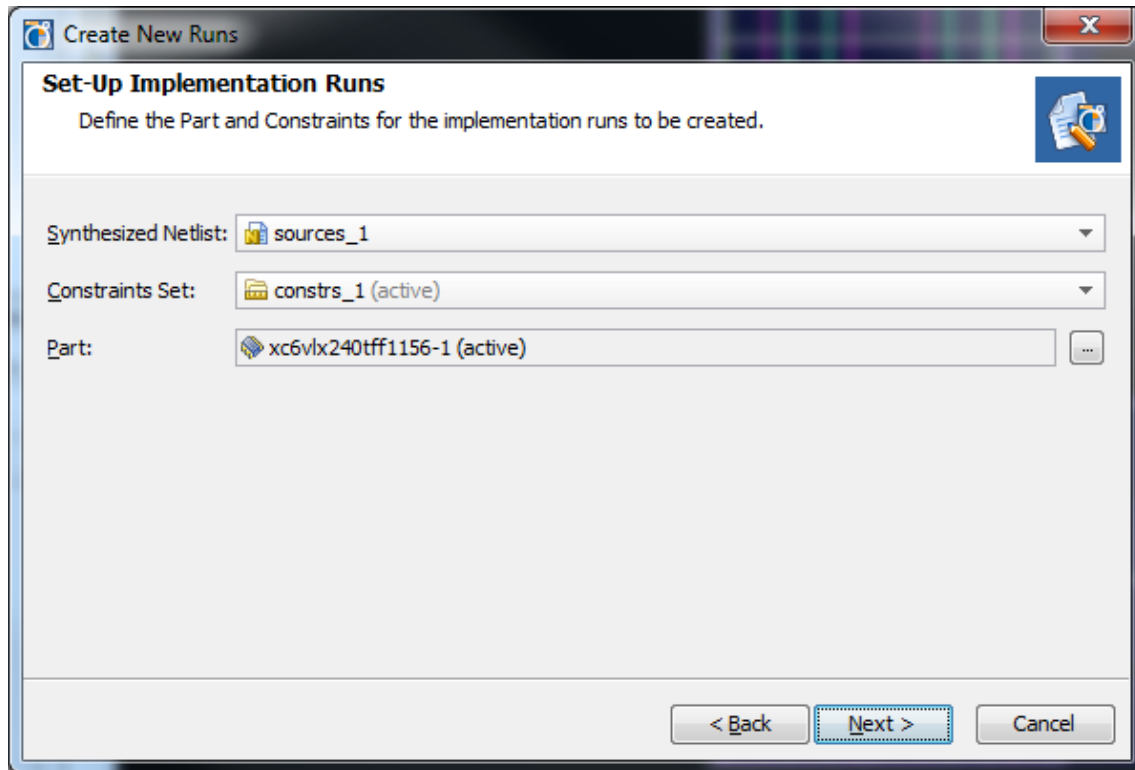 Create New Runs
Set-Up Implementation Runs
Define the Part and Constraints for the implementation runs to be created.
Synthesized Netlist: sources_1
Constraints Set: constrs_1 (active)
Part: xc6vlx240tff1156-1 (active) ...
< Back Next > Cancel